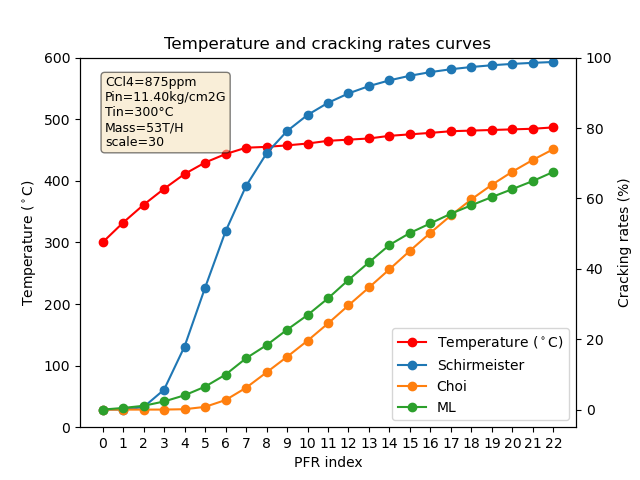 Temperature and cracking rates curves
CCl4=875ppm
Pin=11.40kg/cm2G
Tin=300°C
Mass=53T/H
scale=30
Temperature (°C)
600
500
400
300
200
100
0
100
80
60
40
20
0
Cracking rates (%)
Temperature (°C)
Schirmeister
Choi
ML
0 1 2 3 4 5 6 7 8 9 10 11 12 13 14 15 16 17 18 19 20 21 22
PFR index